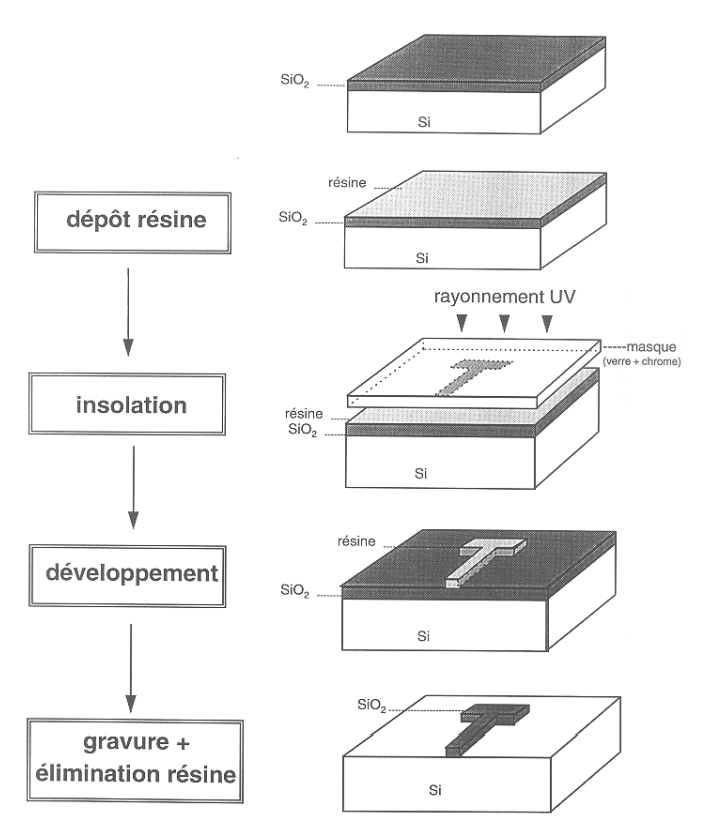 SiO₂
Si
résine
dépôt résine
SiO₂
Si
rayonnement UV
masque
(verre + chrome)
insolation
résine
SiO₂
Si
résine
développement
SiO₂
Si
SiO₂
gravure +
élimination résine
Si